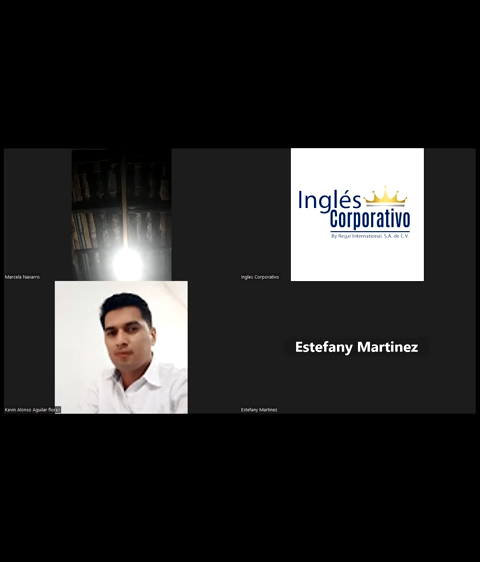 Inglés
Corporativo
By Regal International, S.A. de C.V.
Marcela Navarro
Inglés Corporativo
Estefany Martinez
Kevin Alonso Aguilar flores
Estefany Martinez